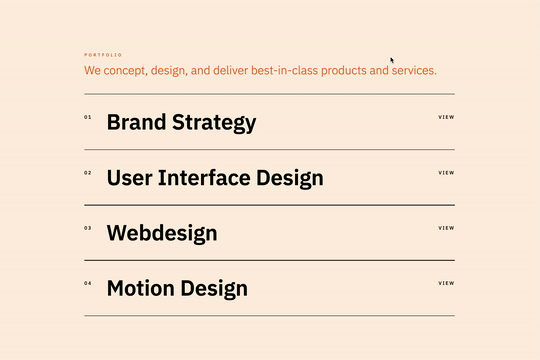 PORTFOLIO
We concept, design, and deliver best-in-class products and services.
01 Brand Strategy VIEW
02 User Interface Design VIEW
03 Webdesign VIEW
04 Motion Design VIEW